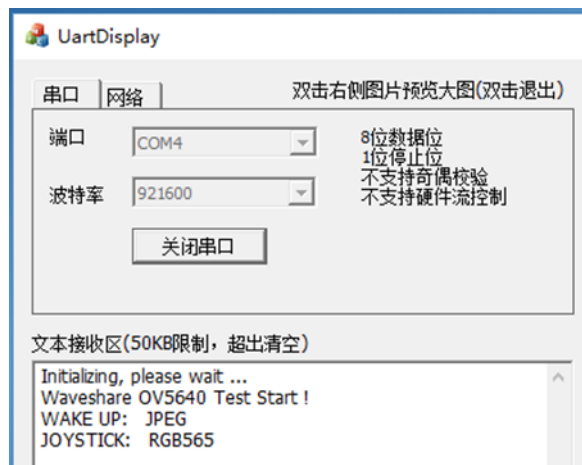 UartDisplay
串口 网络 双击右侧图片预览大图(双击退出)
端口 COM4
波特率 921600
8位数据位
1位停止位
不支持奇偶校验
不支持硬件流控制
关闭串口
文本接收区(50KB限制，超出清空)
Initializing, please wait ...
Waveshare OV5640 Test Start !
WAKE UP: JPEG
JOYSTICK: RGB565